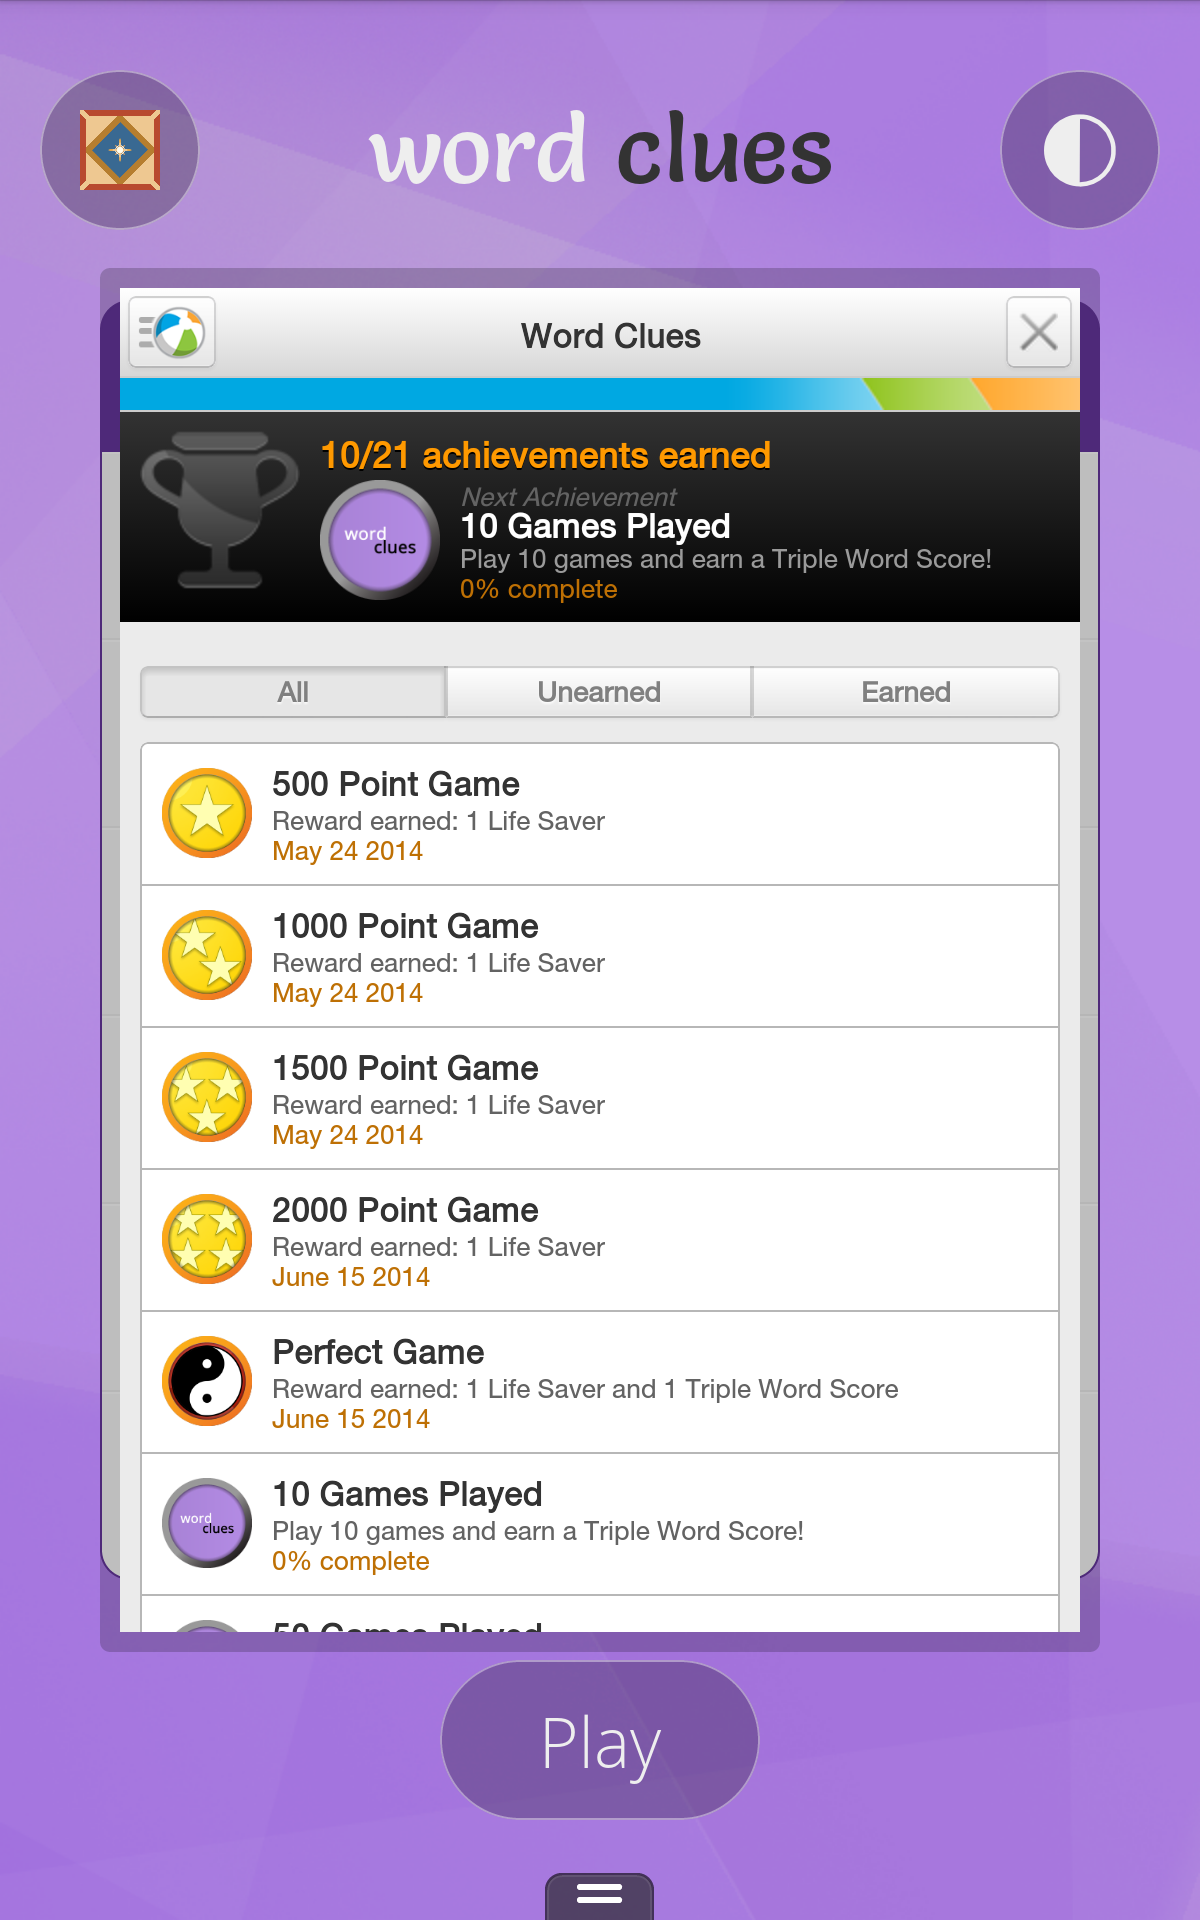 word clues
Word Clues
10/21 achievements earned
Next Achievement
word
clues
10 Games Played
Play 10 games and earn a Triple Word Score!
0% complete
All
Unearned
Earned
500 Point Game
Reward earned: 1 Life Saver
May 24 2014
1000 Point Game
Reward earned: 1 Life Saver
May 24 2014
1500 Point Game
Reward earned: 1 Life Saver
May 24 2014
2000 Point Game
Reward earned: 1 Life Saver
June 15 2014
Perfect Game
Reward earned: 1 Life Saver and 1 Triple Word Score
June 15 2014
word
clues
10 Games Played
Play 10 games and earn a Triple Word Score!
0% complete
50 Games Played
Play